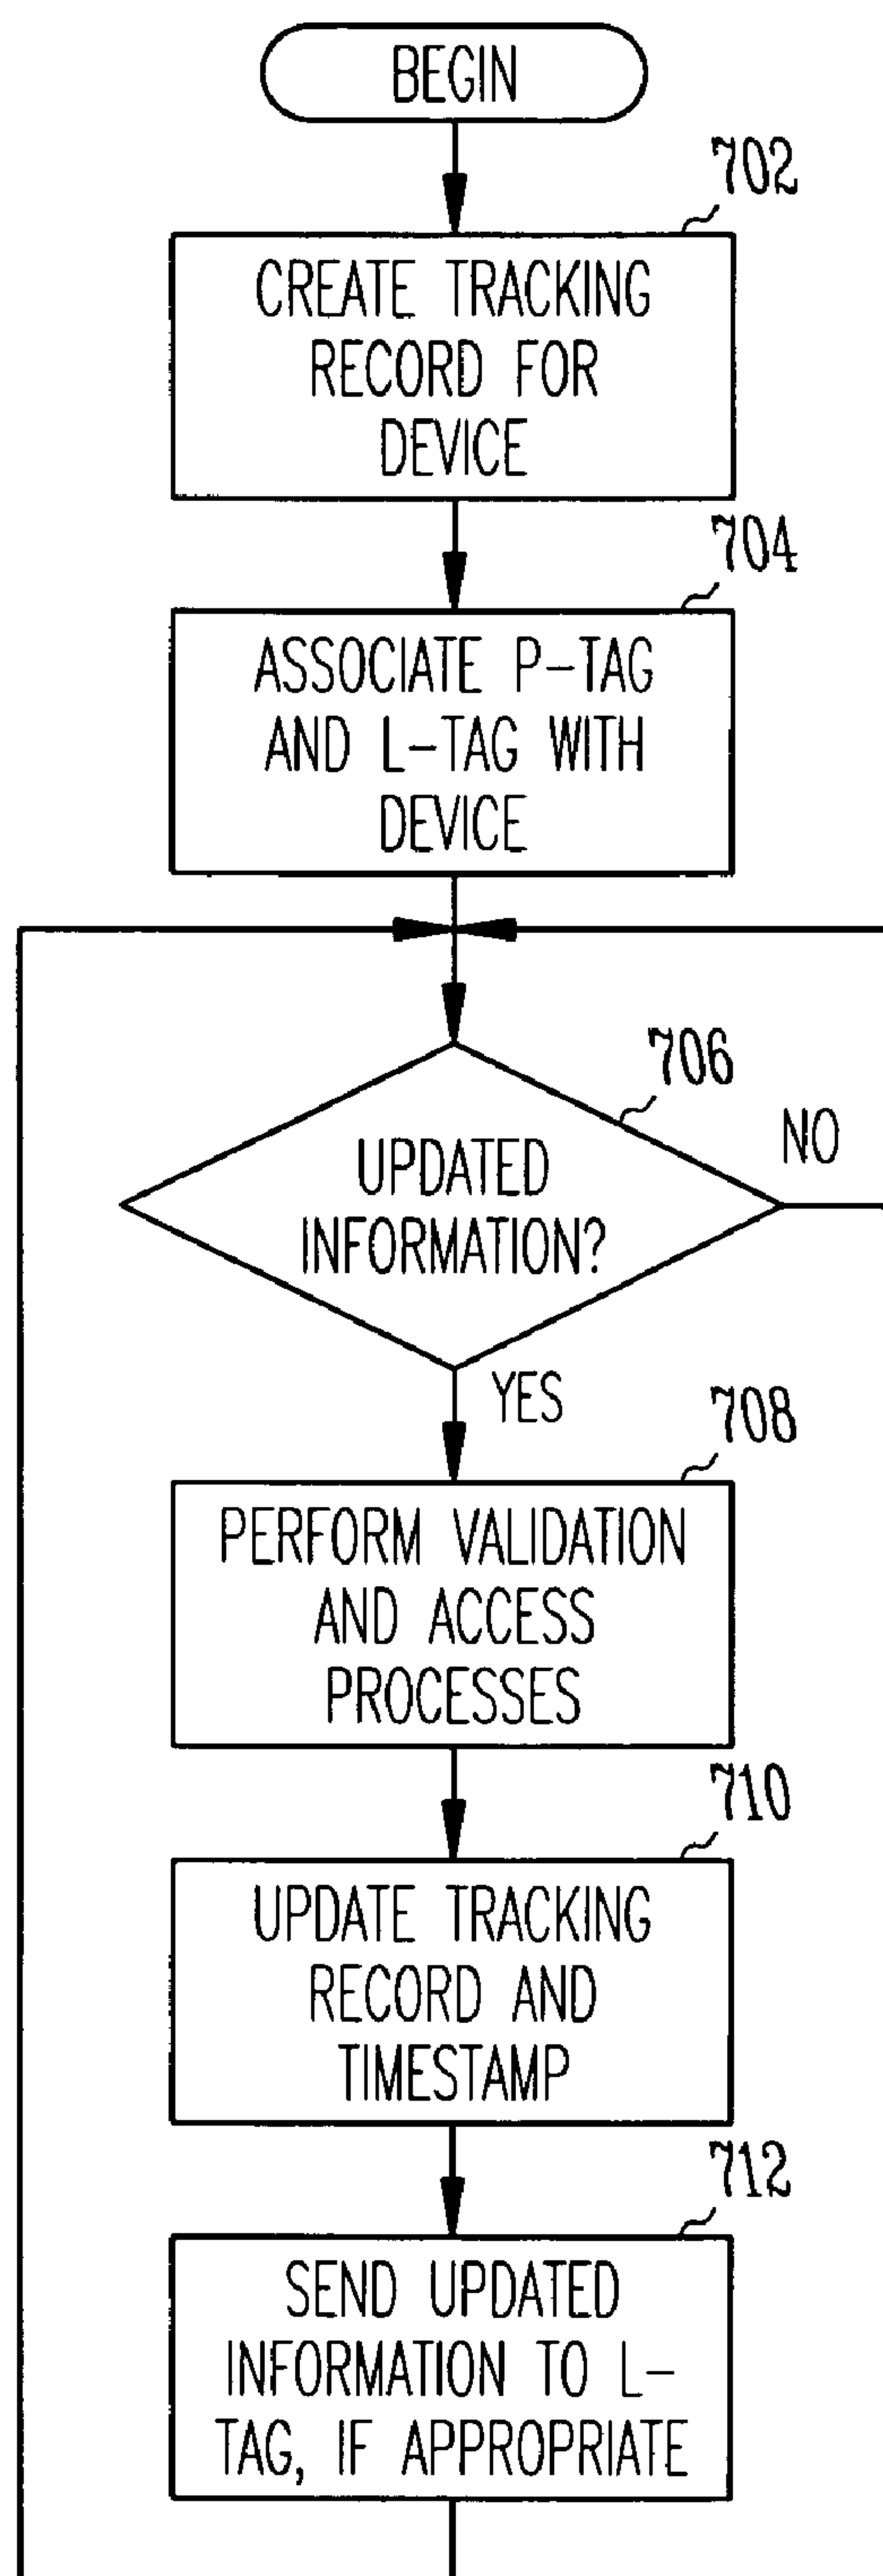 BEGIN
702
CREATE TRACKING
RECORD FOR
DEVICE
704
ASSOCIATE P-TAG
AND L-TAG WITH
DEVICE
706
UPDATED
INFORMATION?
NO
YES
708
PERFORM VALIDATION
AND ACCESS
PROCESSES
710
UPDATE TRACKING
RECORD AND
TIMESTAMP
712
SEND UPDATED
INFORMATION TO L-
TAG, IF APPROPRIATE